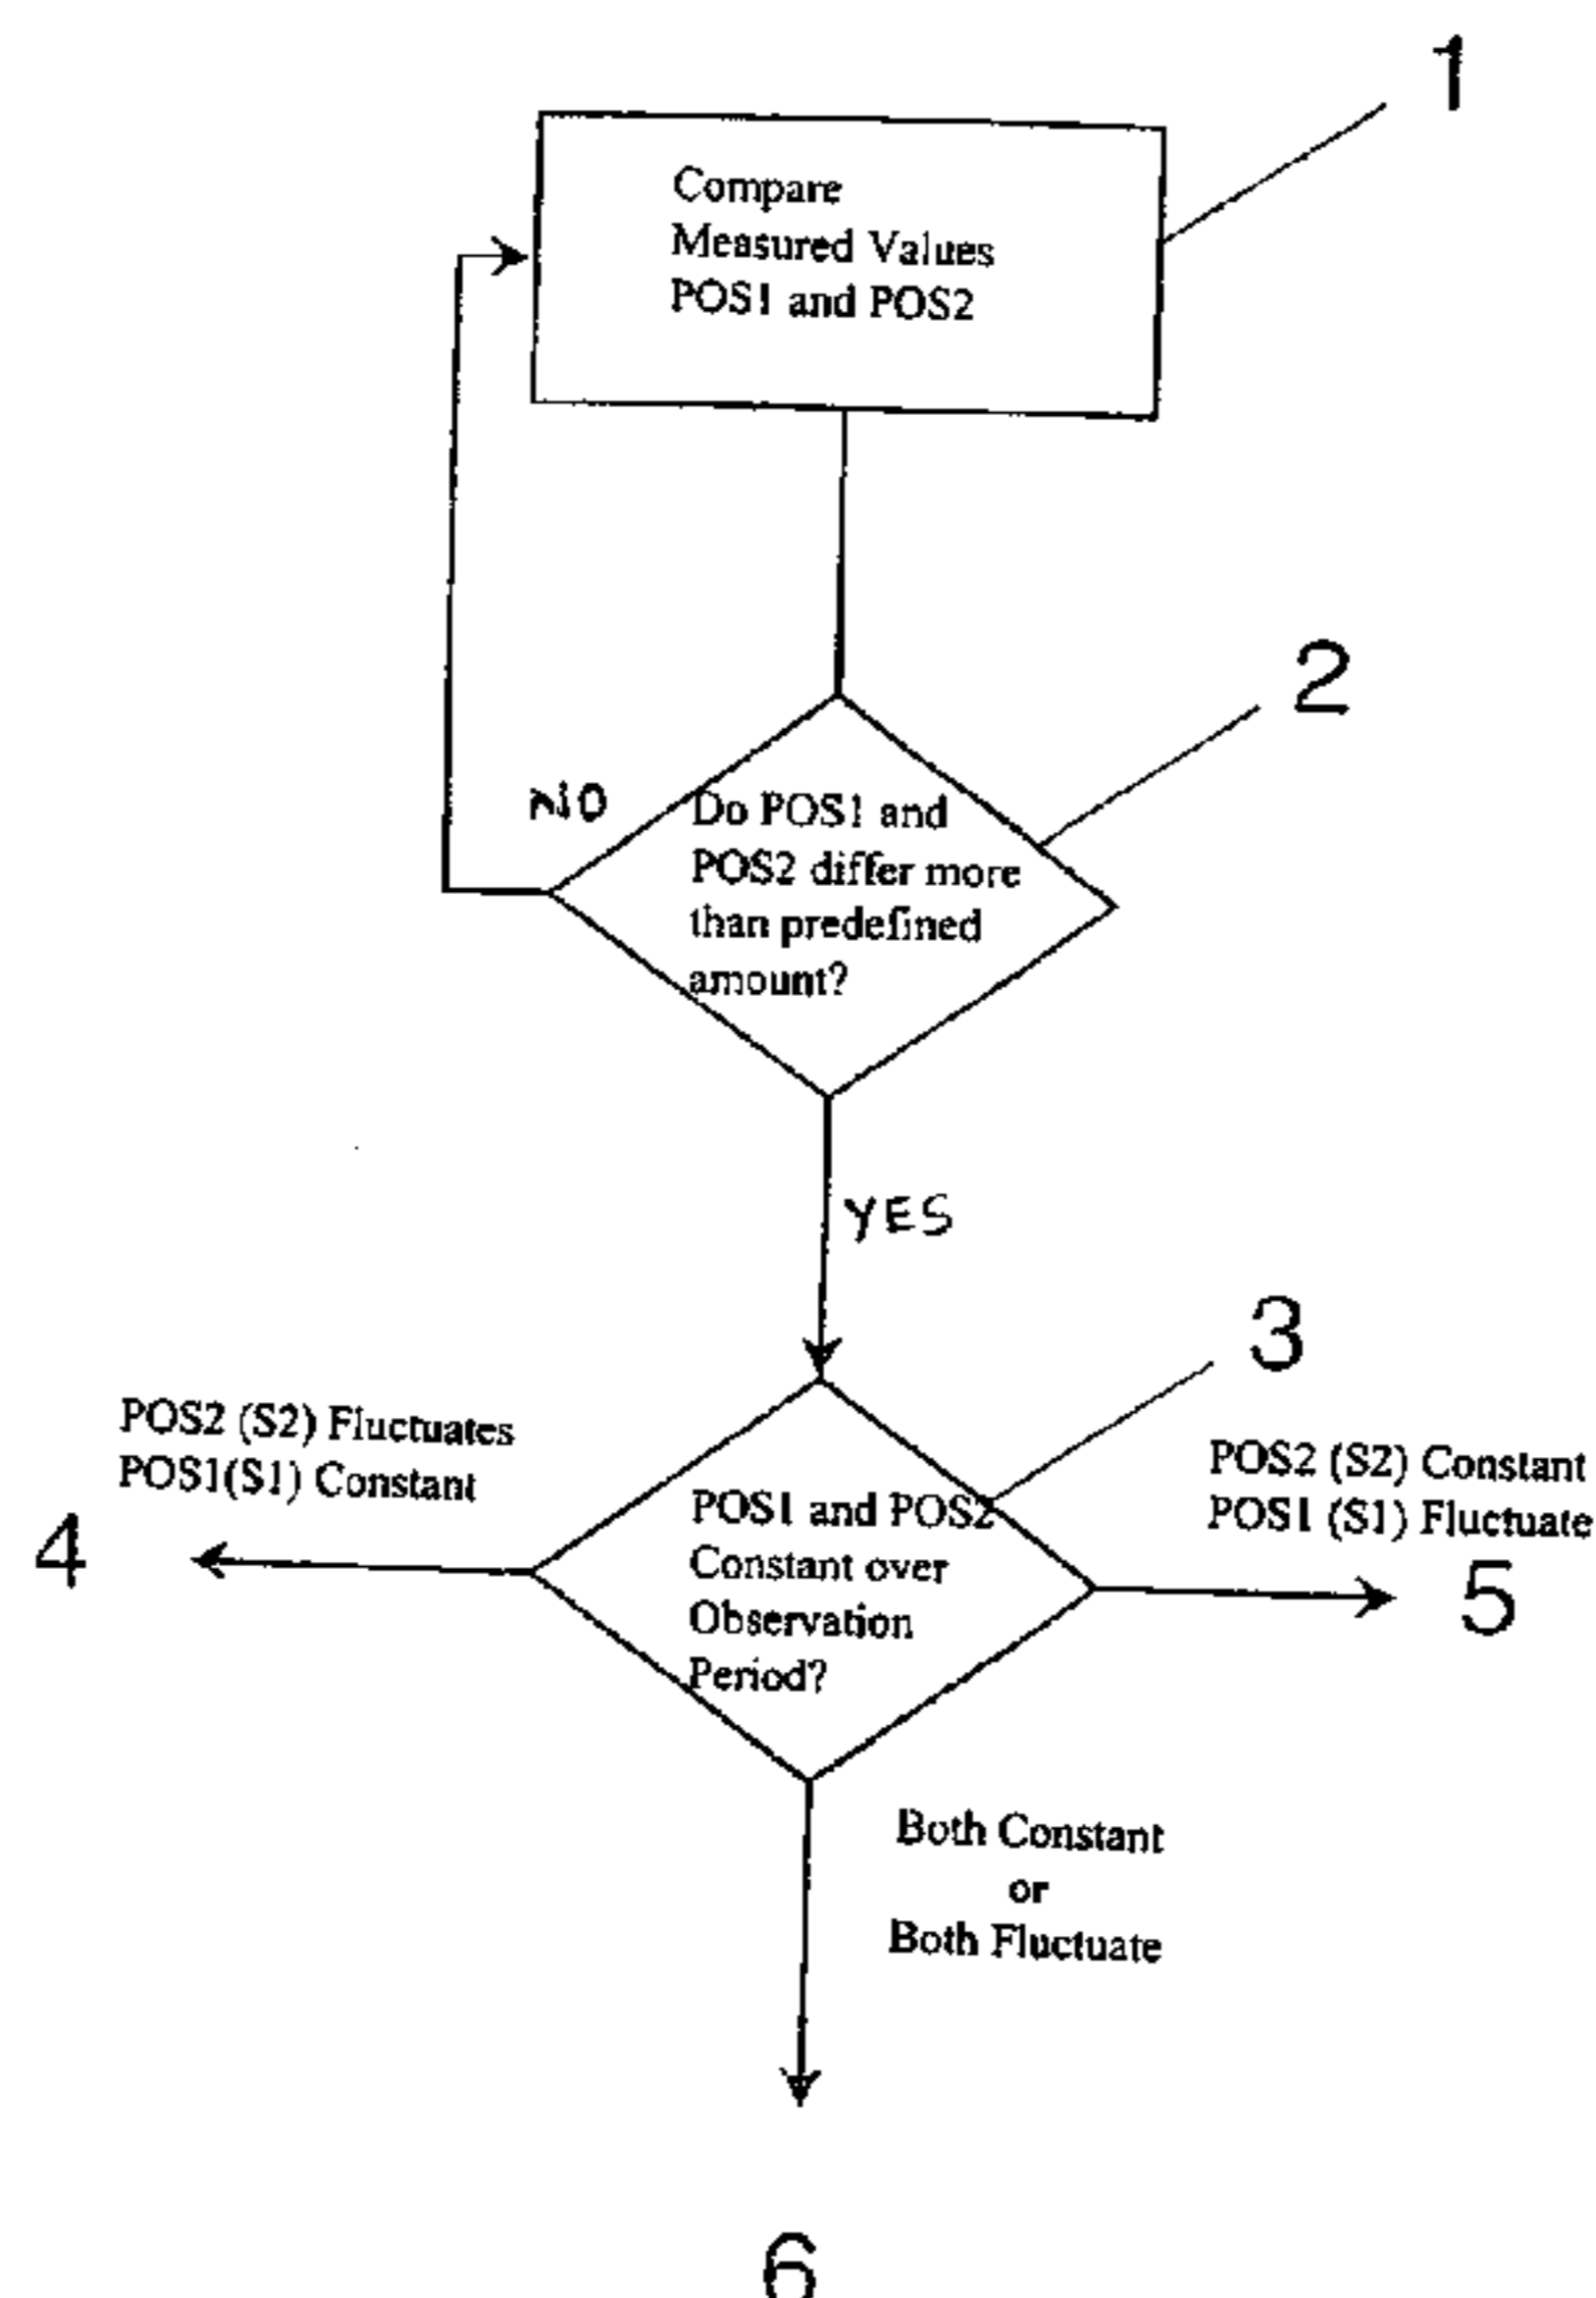 1
Compare
Measured Values
POS1 and POS2
2
NO
Do POS1 and
POS2 differ more
than predefined
amount?
YES
3
POS2 (S2) Fluctuates
POS1(S1) Constant
4
POS1 and POS2
Constant over
Observation
Period?
POS2 (S2) Constant
POS1 (S1) Fluctuate
5
Both Constant
or
Both Fluctuate
6